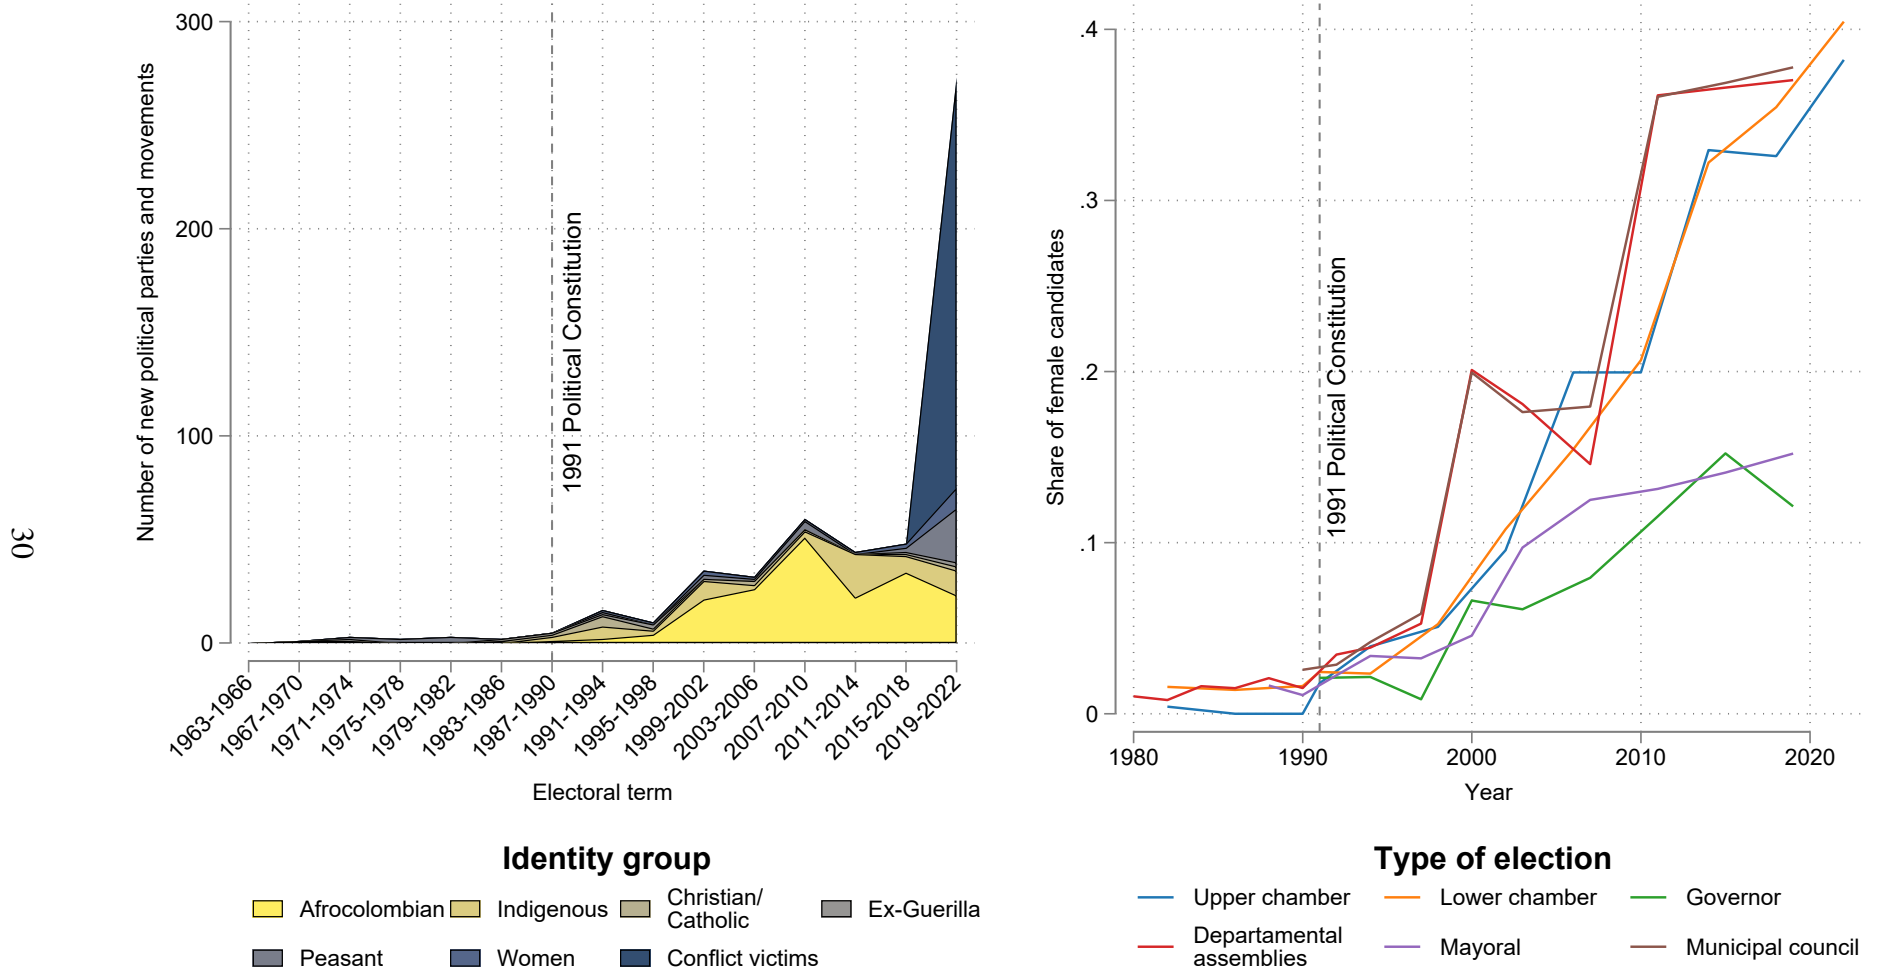 30
Number of new political parties and movements
300
200
100
0
1991 Political Constitution
1963-1966
1967-1970
1971-1974
1975-1978
1979-1982
1983-1986
1987-1990
1991-1994
1995-1998
1999-2002
2003-2006
2007-2010
2011-2014
2015-2018
2019-2022
Electoral term
Identity group
Afrocolombian
Indigenous
Christian/
Catholic
Ex-Guerilla
Peasant
Women
Conflict victims
Share of female candidates
.4
.3
.2
.1
0
1991 Political Constitution
1980
1990
2000
2010
2020
Year
Type of election
Upper chamber
Lower chamber
Governor
Departamental
assemblies
Mayoral
Municipal council